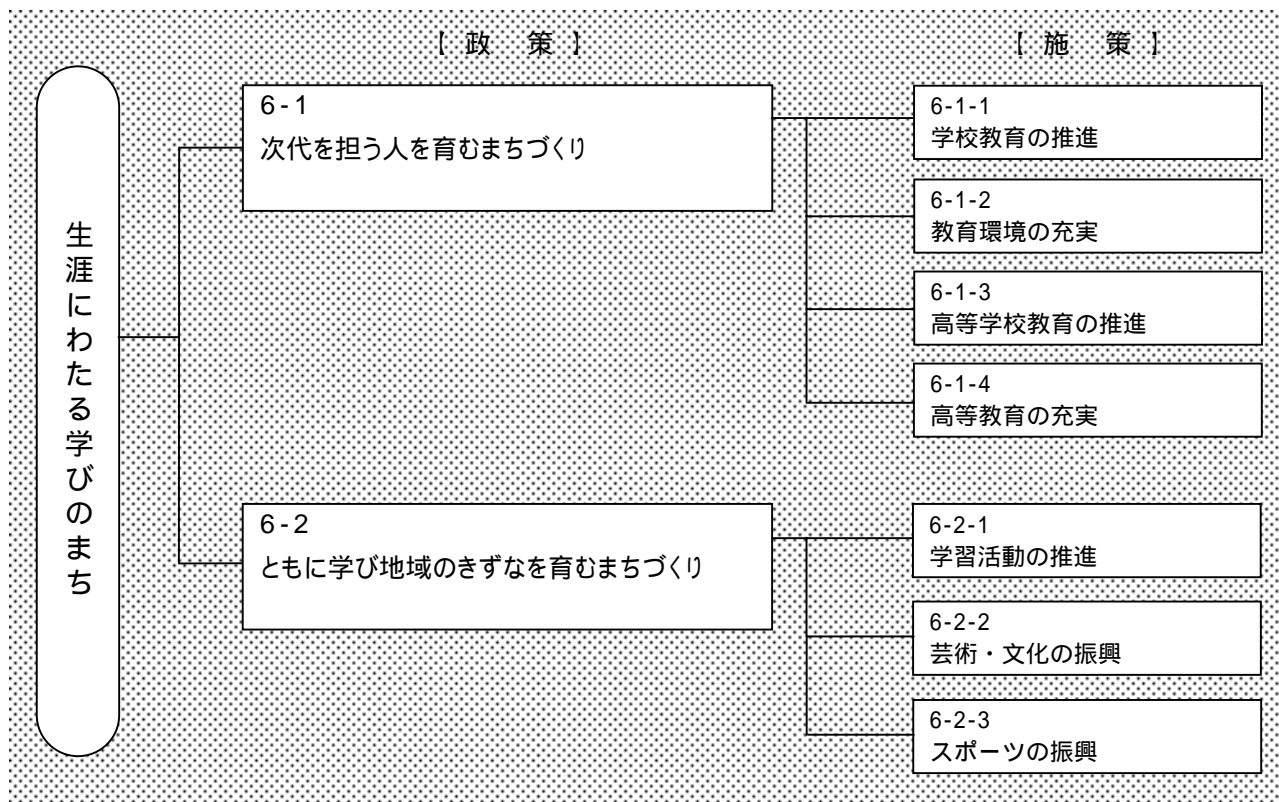 【 政　策 】
【 施　策 】
生涯にわたる学びのまち
6-1
次代を担う人を育むまちづくり
6-1-1
学校教育の推進
6-1-2
教育環境の充実
6-1-3
高等学校教育の推進
6-1-4
高等教育の充実
6-2
ともに学び地域のきずなを育むまちづくり
6-2-1
学習活動の推進
6-2-2
芸術・文化の振興
6-2-3
スポーツの振興